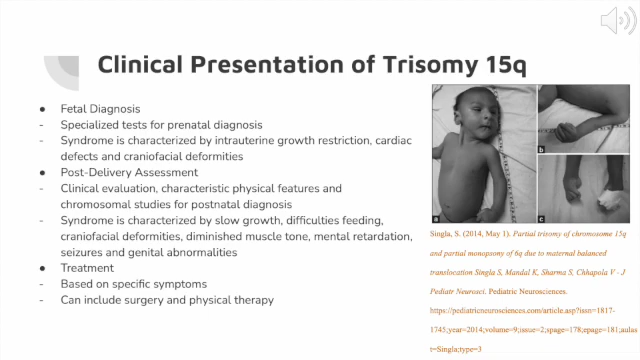 Clinical Presentation of Trisomy 15q
● Fetal Diagnosis
- Specialized tests for prenatal diagnosis
- Syndrome is characterized by intrauterine growth restriction, cardiac
defects and craniofacial deformities
● Post-Delivery Assessment
- Clinical evaluation, characteristic physical features and
chromosomal studies for postnatal diagnosis
- Syndrome is characterized by slow growth, difficulties feeding,
craniofacial deformities, diminished muscle tone, mental retardation,
seizures and genital abnormalities
● Treatment
- Based on specific symptoms
- Can include surgery and physical therapy
a
b
c
Singla, S. (2014, May 1). Partial trisomy of chromosome 15q
and partial monopsony of 6q due to maternal balanced
translocation Singla S, Mandal K, Sharma S, Chhapola V - J
Pediatr Neurosci. Pediatric Neurosciences.
https://pediatricneurosciences.com/article.asp?issn=1817-
1745;year=2014;volume=9;issue=2;spage=178;epage=181;aulas
t=Singla;type=3